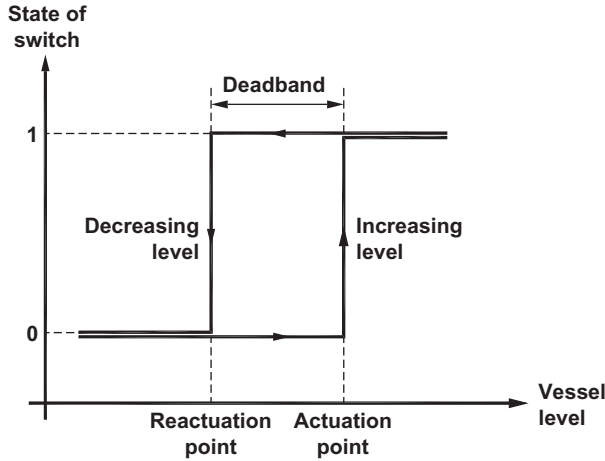 State of
switch
Deadband
1
Decreasing
level
Increasing
level
0
Vessel
level
Reactuation
point
Actuation
point